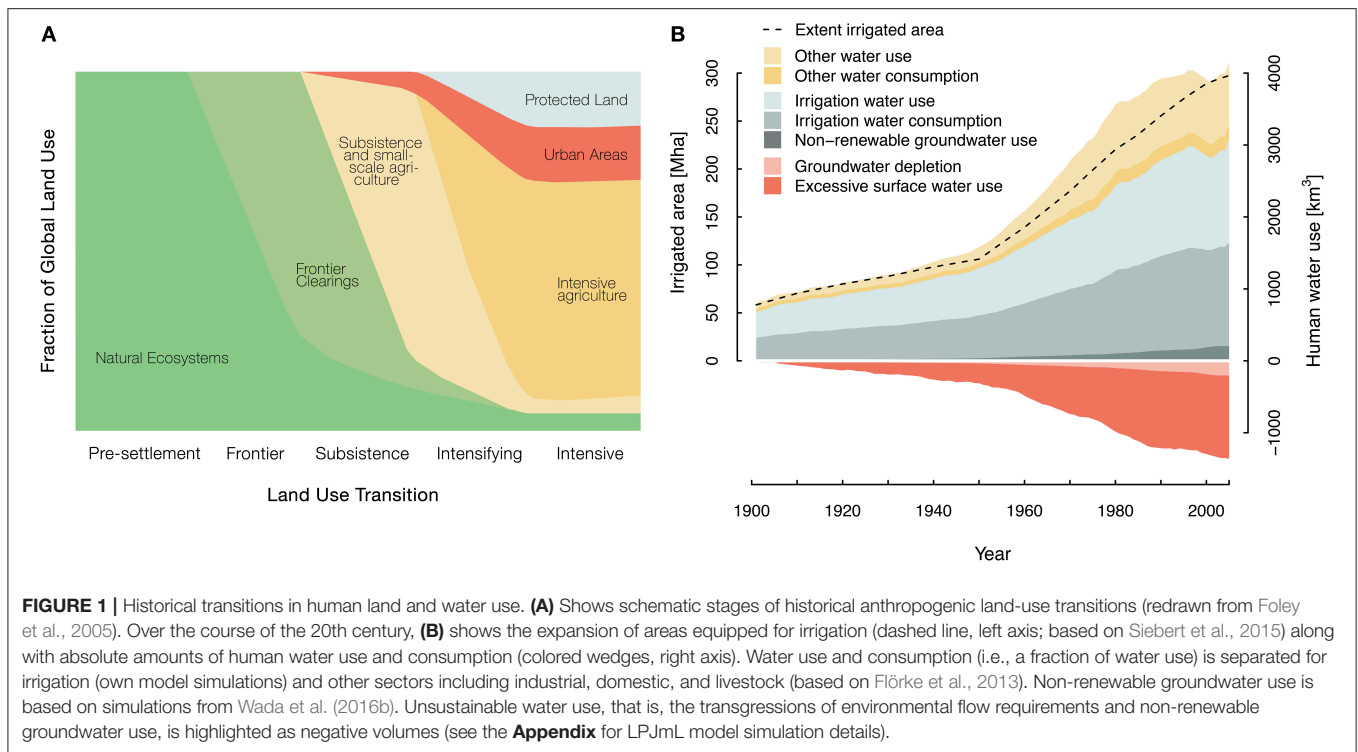 A
Fraction of Global Land Use
Protected Land
Subsistence
and small-
scale agri-
culture
Urban Areas
Frontier
Clearings
Intensive
agriculture
Natural Ecosystems
Pre-settlement Frontier Subsistence Intensifying Intensive
Land Use Transition
B
Extent irrigated area
Other water use
Other water consumption
Irrigation water use
Irrigation water consumption
Non−renewable groundwater use
Groundwater depletion
Excessive surface water use
Irrigated area [Mha]
300
250
200
150
100
50
0
Human water use [km³]
4000
3000
2000
1000
0
−1000
1900 1920 1940 1960 1980 2000
Year
FIGURE 1 | Historical transitions in human land and water use. (A) Shows schematic stages of historical anthropogenic land-use transitions (redrawn from Foley
et al., 2005). Over the course of the 20th century, (B) shows the expansion of areas equipped for irrigation (dashed line, left axis; based on Siebert et al., 2015) along
with absolute amounts of human water use and consumption (colored wedges, right axis). Water use and consumption (i.e., a fraction of water use) is separated for
irrigation (own model simulations) and other sectors including industrial, domestic, and livestock (based on Flörke et al., 2013). Non-renewable groundwater use is
based on simulations from Wada et al. (2016b). Unsustainable water use, that is, the transgressions of environmental flow requirements and non-renewable
groundwater use, is highlighted as negative volumes (see the Appendix for LPJmL model simulation details).